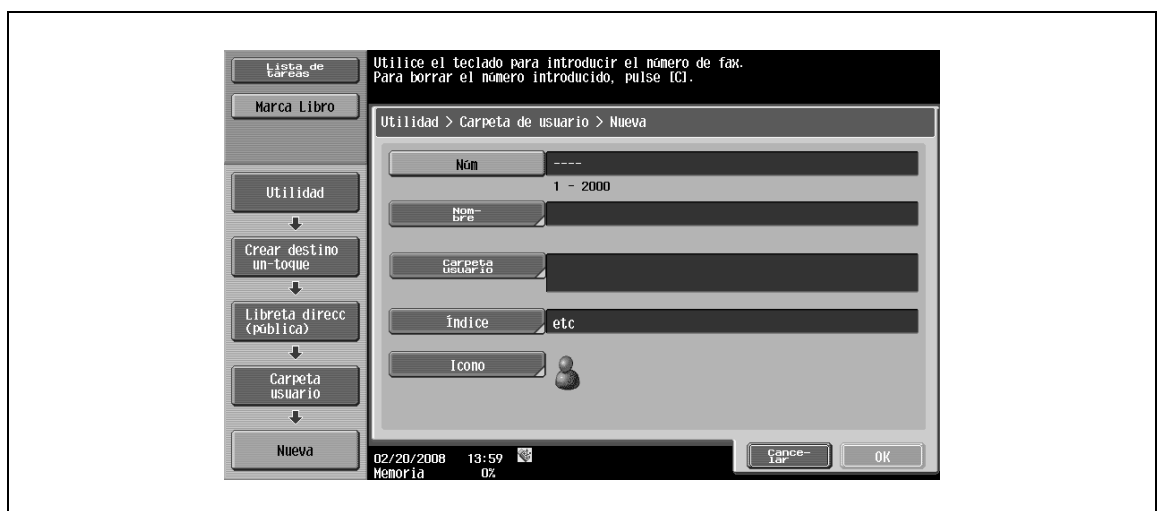 Lista de
tareas
Marca Libro
Utilidad
Crear destino
un-toque
Libreta direcc
(pública)
Carpeta
usuario
Nueva
Utilice el teclado para introducir el número de fax.
Para borrar el número introducido, pulse [C].
Utilidad > Carpeta de usuario > Nueva
Núm ----
1 - 2000
Nom-
bre
Carpeta
usuario
Índice etc
Icono
02/20/2008 13:59
Memoria 0%
Cance-
lar
OK